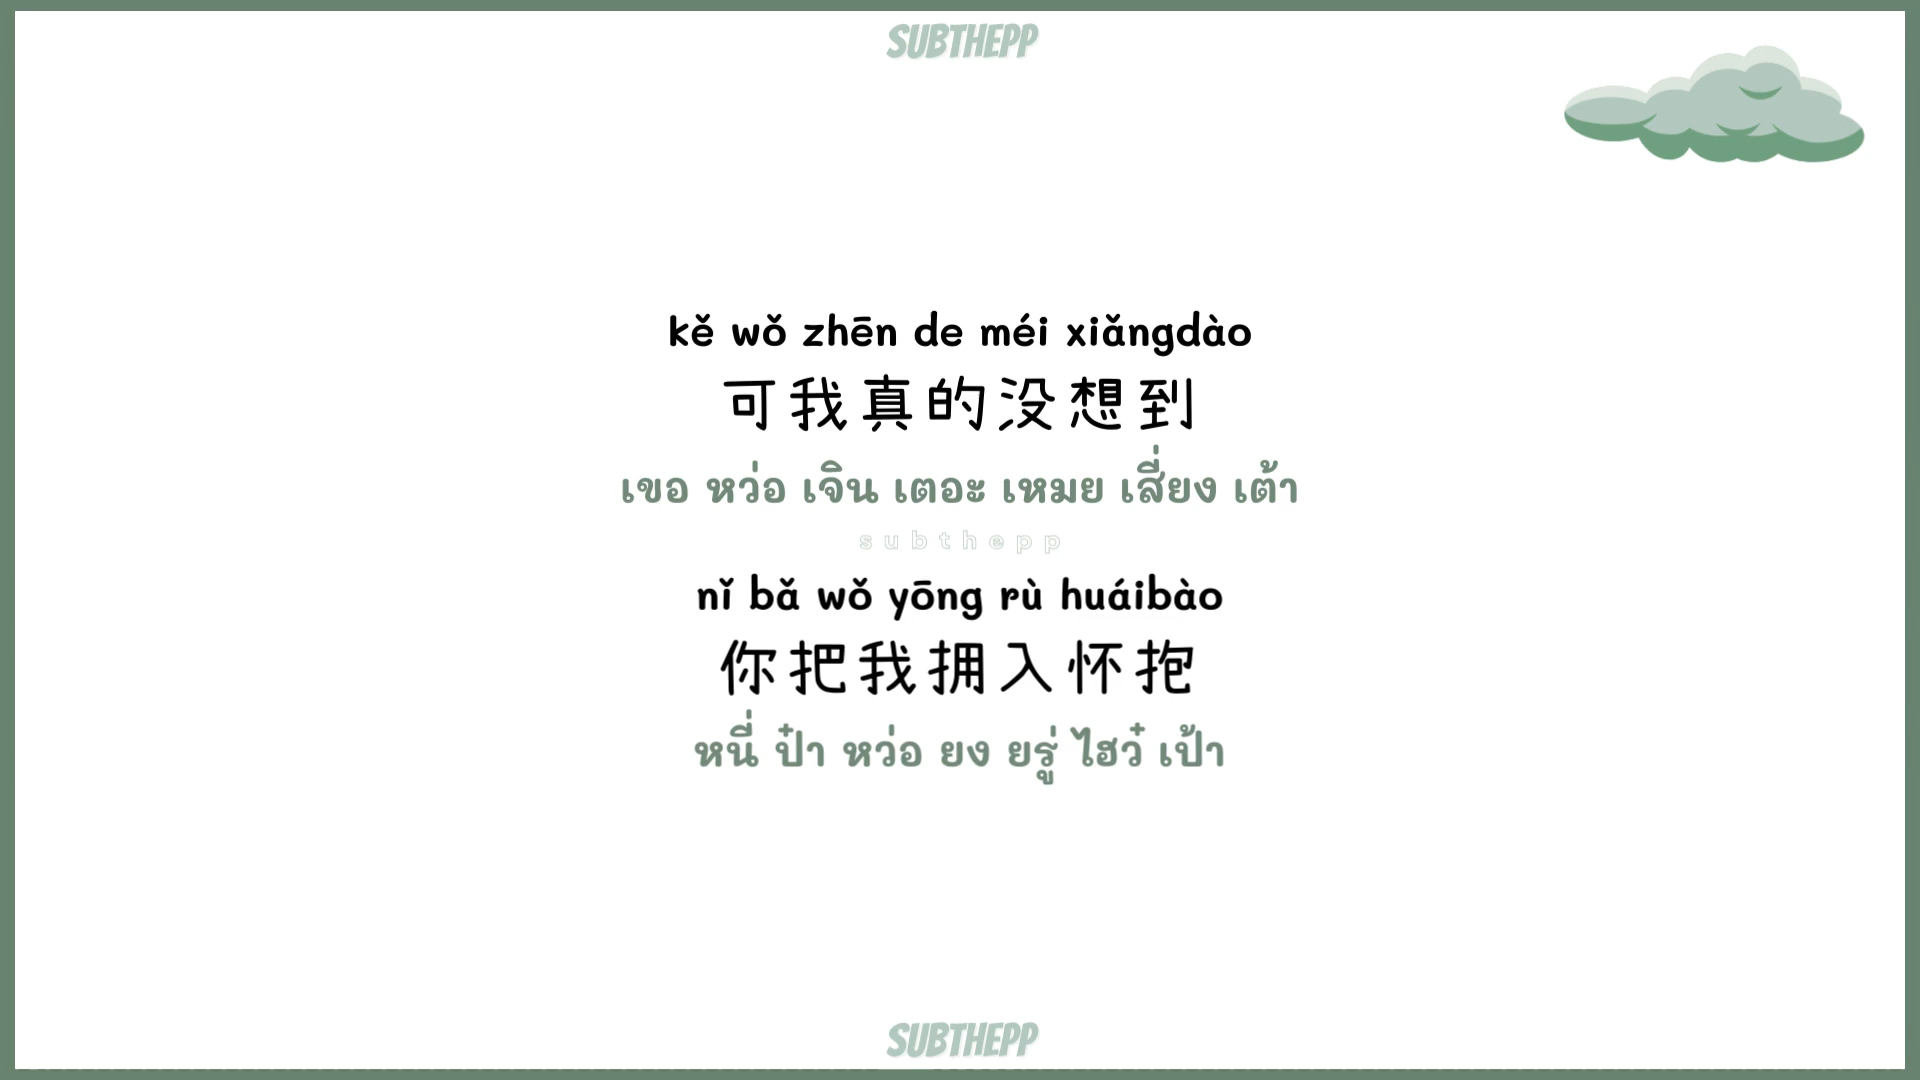 SUBTHEPP
kě wǒ zhēn de méi xiǎngdào
可我真的没想到
เขอ หว่อ เจิน เตอะ เหมย เสี่ยง เต้า
subthepp
nǐ bǎ wǒ yōng rù huáibào
你把我拥入怀抱
หนี่ ป๋า หว่อ ยง ยรู่ ไฮว๋ เป้า
SUBTHEPP